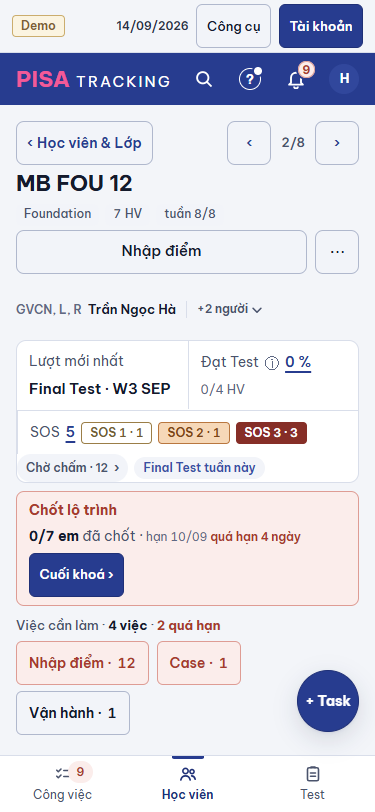 Demo 14/09/2026 Công cụ Tài khoản
PISA TRACKING ? 9 H
‹ Học viên & Lớp ‹ 2/8 ›
MB FOU 12
Foundation 7 HV tuần 8/8
Nhập điểm ...
GVCN, L, R Trần Ngọc Hà +2 người
Lượt mới nhất
Final Test · W3 SEP
Đạt Test i 0 %
0/4 HV
SOS 5 SOS 1 · 1 SOS 2 · 1 SOS 3 · 3
Chờ chấm · 12 › Final Test tuần này
Chốt lộ trình
0/7 em đã chốt · hạn 10/09 quá hạn 4 ngày
Cuối khoá ›
Việc cần làm · 4 việc · 2 quá hạn
Nhập điểm · 12 Case · 1
Vận hành · 1
+ Task
9
Công việc Học viên Test